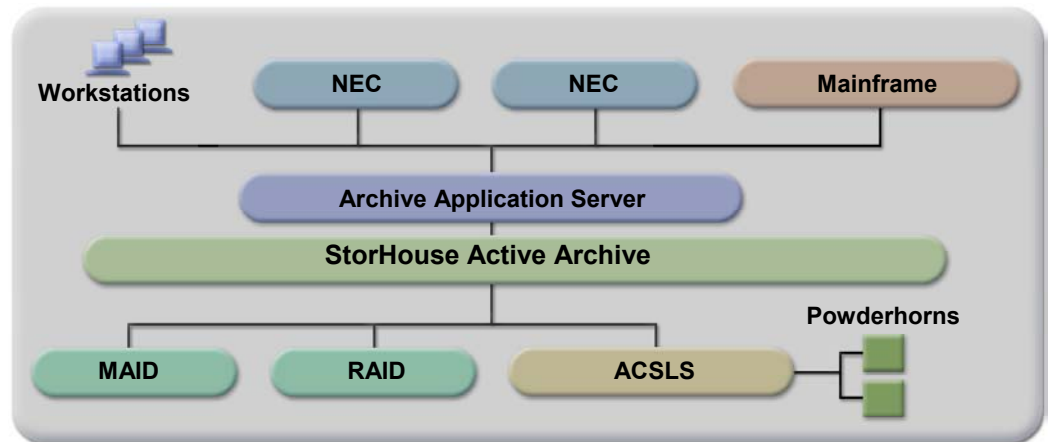 Workstations
NEC
NEC
Mainframe
Archive Application Server
StorHouse Active Archive
Powderhorns
MAID
RAID
ACSLS